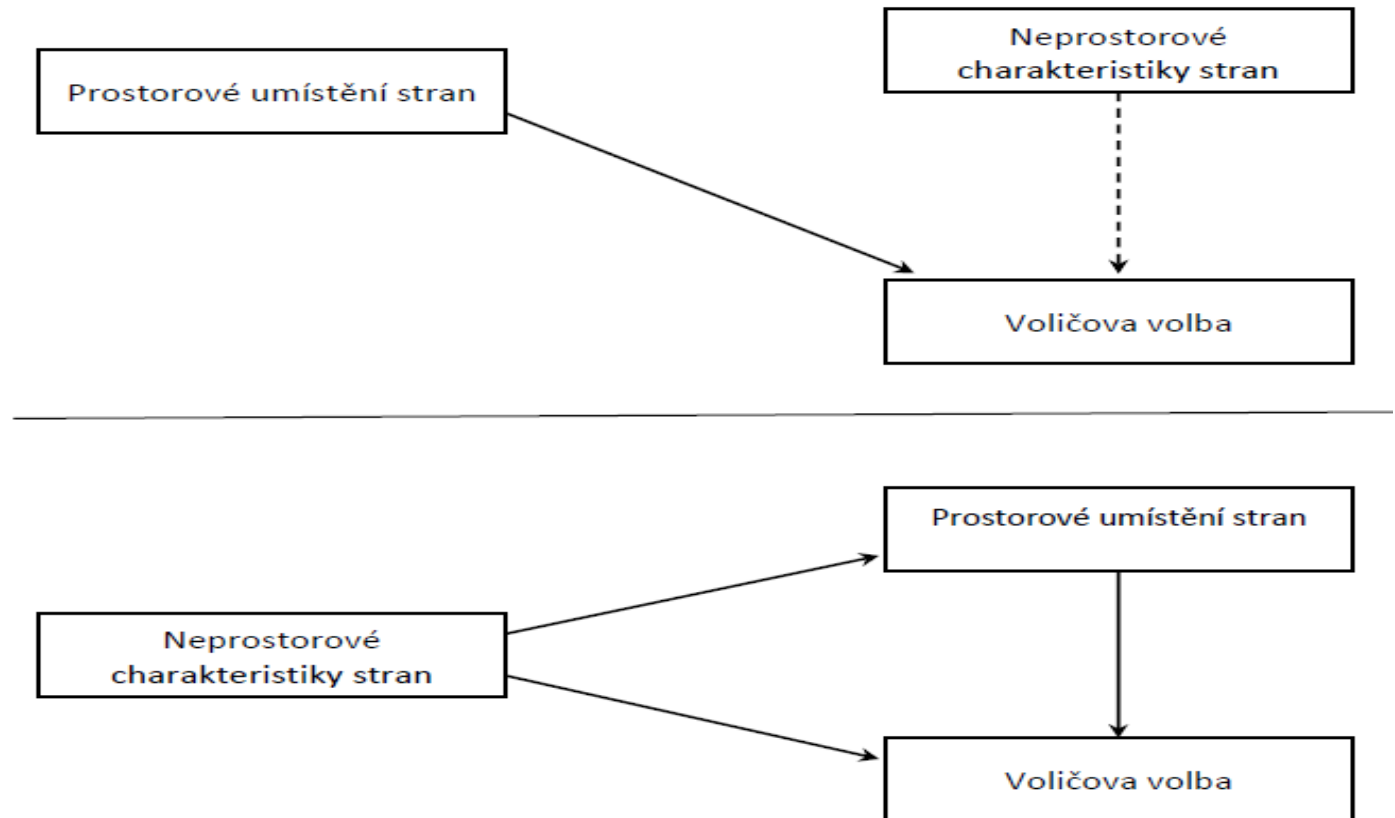 Neprostorové
charakteristiky stran
Prostorové umístění stran
Voličova volba
Prostorové umístění stran
Neprostorové
charakteristiky stran
Voličova volba